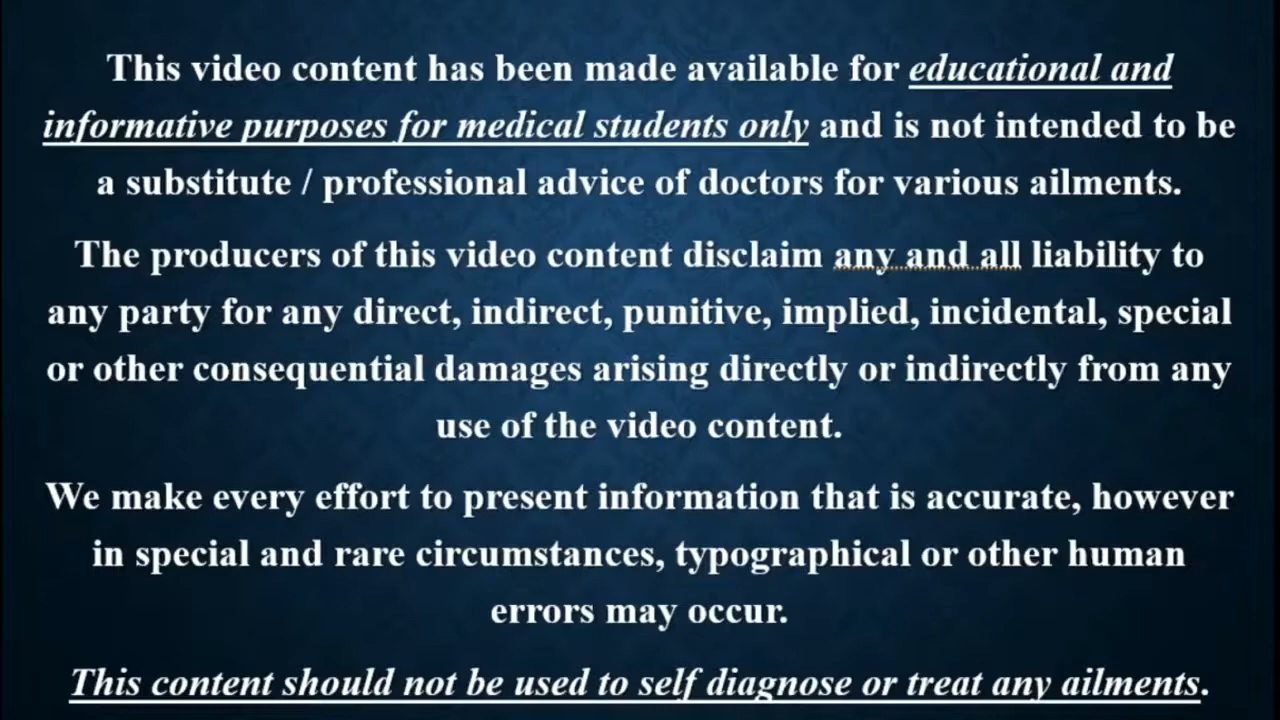 This video content has been made available for educational and
informative purposes for medical students only and is not intended to be
a substitute / professional advice of doctors for various ailments.
The producers of this video content disclaim any and all liability to
any party for any direct, indirect, punitive, implied, incidental, special
or other consequential damages arising directly or indirectly from any
use of the video content.
We make every effort to present information that is accurate, however
in special and rare circumstances, typographical or other human
errors may occur.
This content should not be used to self diagnose or treat any ailments.